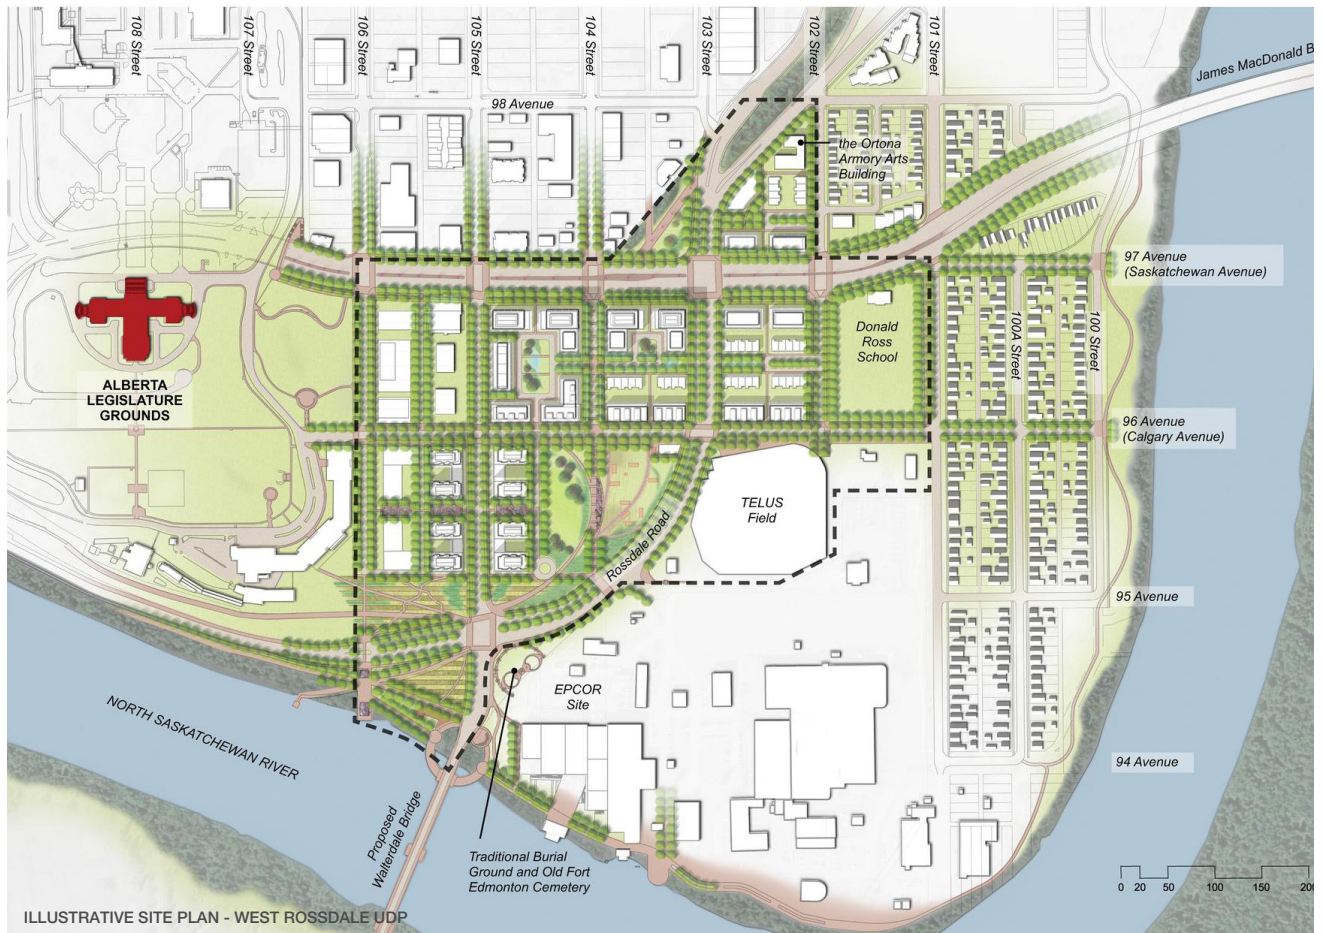 108 Street
107 Street
106 Street
105 Street
104 Street
103 Street
102 Street
101 Street
James MacDonald B
98 Avenue
the Ortona
Armory Arts
Building
97 Avenue
(Saskatchewan Avenue)
100A Street
100 Street
Donald
Ross
School
ALBERTA
LEGISLATURE
GROUNDS
96 Avenue
(Calgary Avenue)
TELUS
Field
Rossdale Road
95 Avenue
EPCOR
Site
NORTH SASKATCHEWAN RIVER
94 Avenue
Proposed
Walterdale Bridge
Traditional Burial
Ground and Old Fort
Edmonton Cemetery
0 20 50 100 150 200
ILLUSTRATIVE SITE PLAN - WEST ROSSDALE UDP